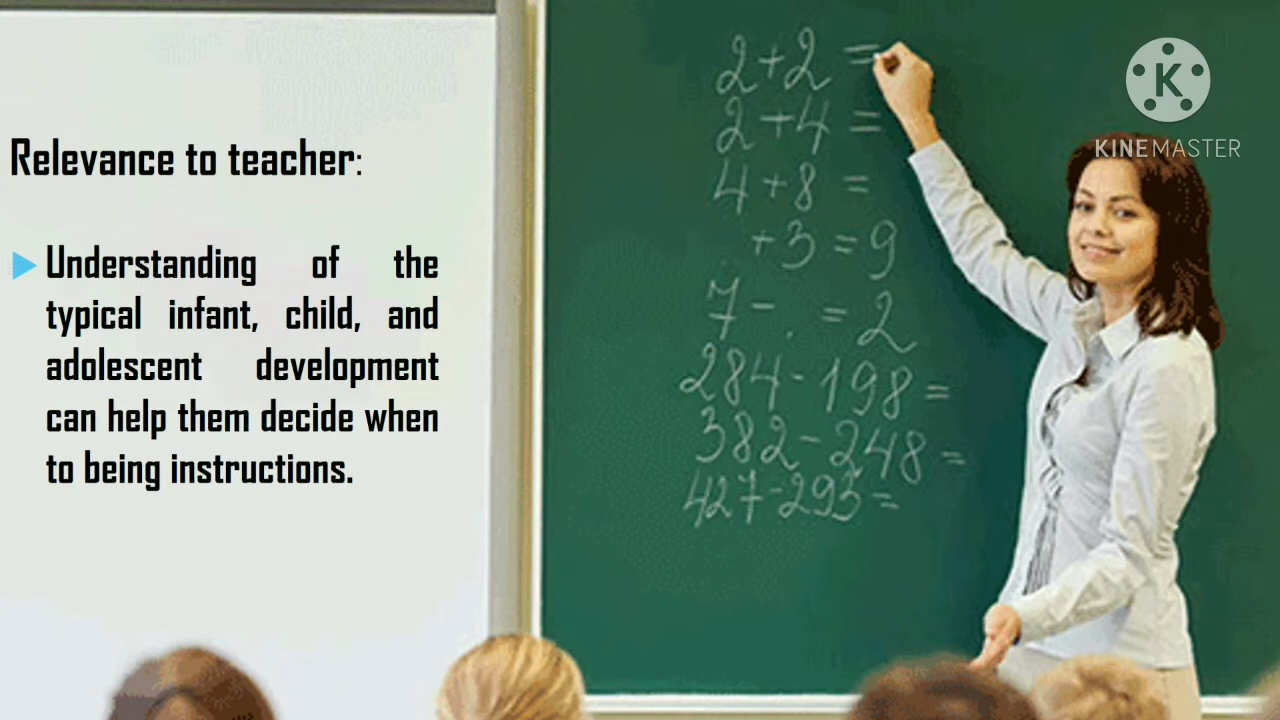 Relevance to teacher:
Understanding of the
typical infant, child, and
adolescent development
can help them decide when
to being instructions.
2+2 =
2+4 =
4+8 =
+3 = 9
7- . = 2
284-198 =
382-248 =
427-293 =
K
KINEMASTER